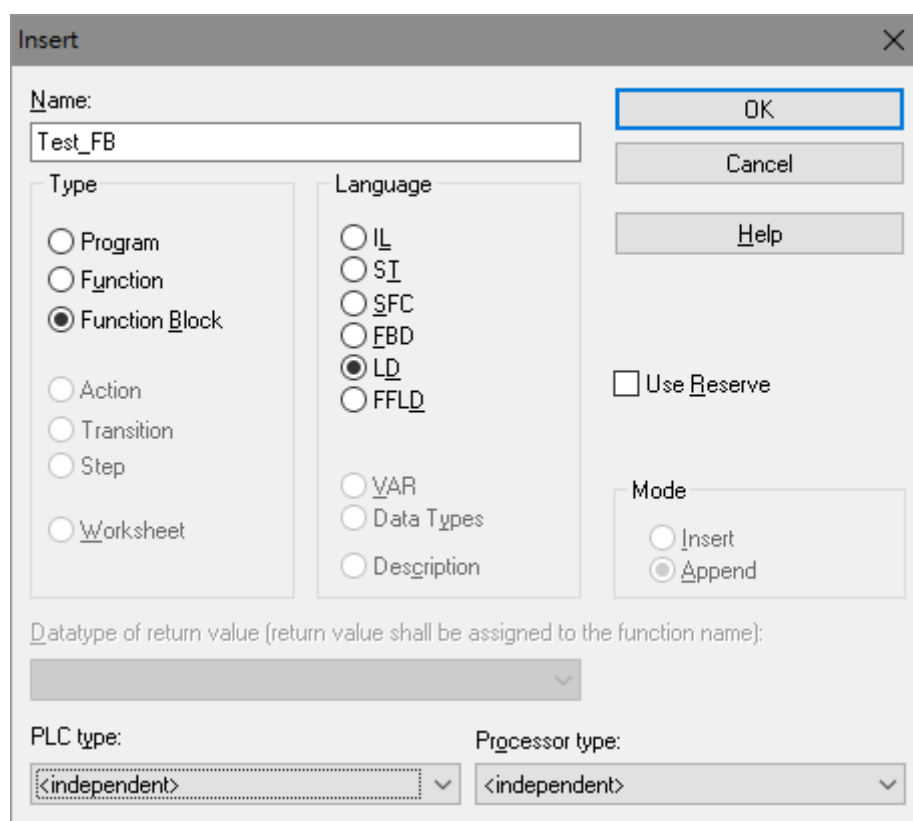 Insert
Name:
Test_FB
OK
Cancel
Help
Type
Program
Function
Function Block
Action
Transition
Step
Worksheet
Language
IL
ST
SFC
FBD
LD
FFLD
VAR
Data Types
Description
Use Reserve
Mode
Insert
Append
Datatype of return value (return value shall be assigned to the function name):
PLC type:
<independent>
Processor type:
<independent>